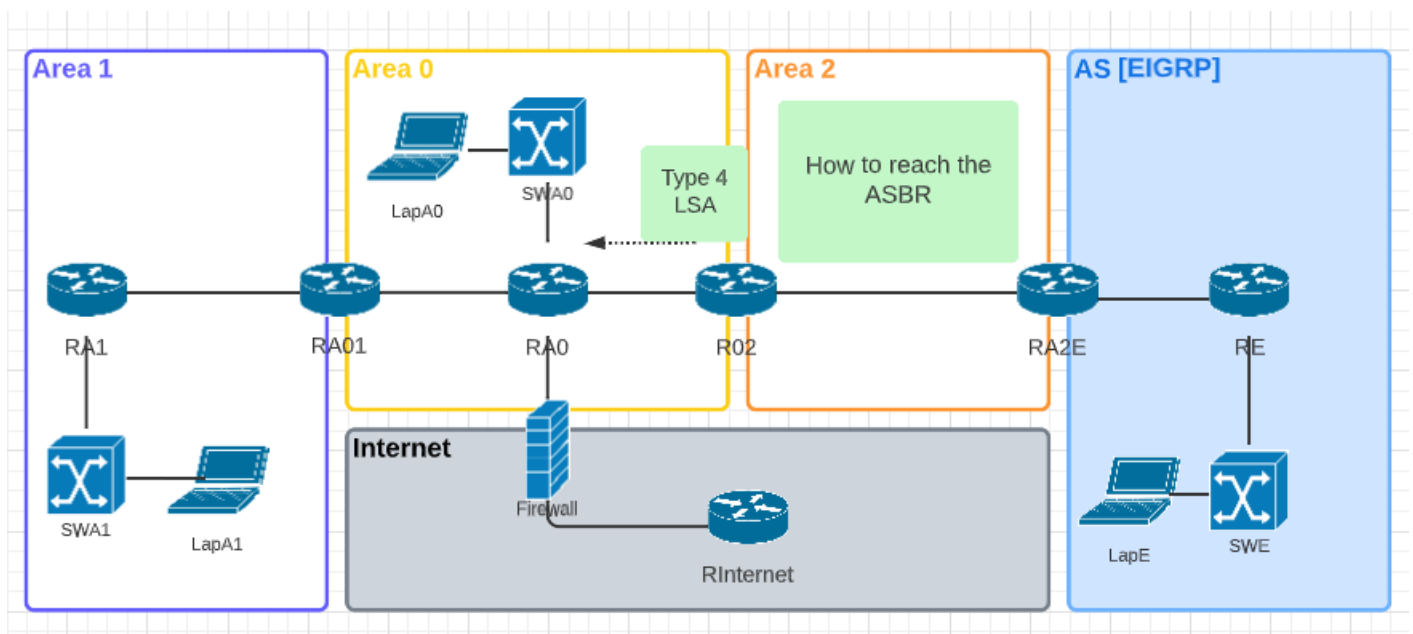 Area 1
Area 0
Area 2
AS [EIGRP]
How to reach the
ASBR
Type 4
LSA
SWA0
LapA0
RA1
RA01
RA0
R02
RA2E
RE
Internet
Firewall
SWA1
LapA1
RInternet
LapE
SWE